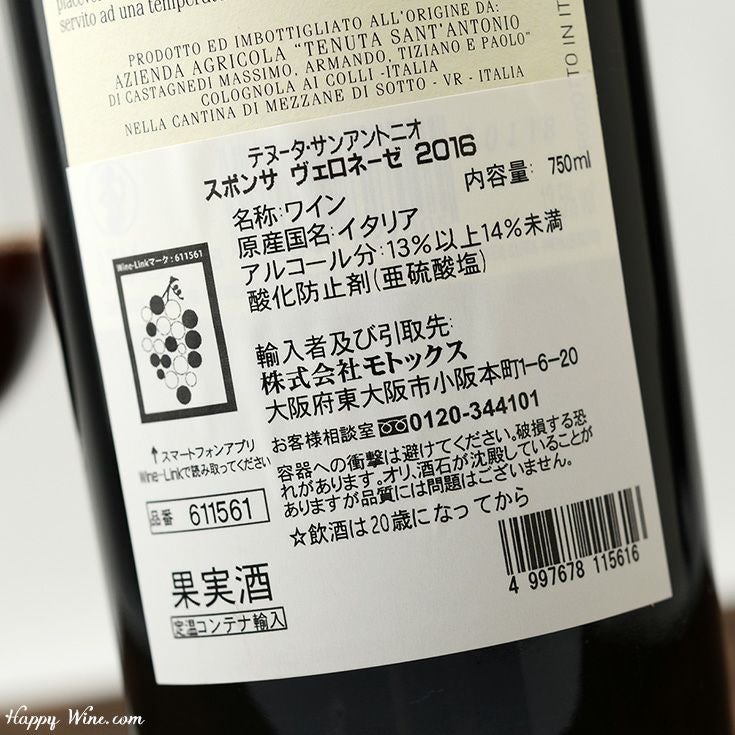 servito ad una temperatura
PRODOTTO ED IMBOTTIGLIATO ALL'ORIGINE DA:
AZIENDA AGRICOLA "TENUTA SANT'ANTONIO
DI CASTAGNEDI MASSIMO, ARMANDO, TIZIANO E PAOLO"
COLOGNOLA AI COLLI -ITALIA
NELLA CANTINA DI MEZZANE DI SOTTO - VR - ITALIA
テヌータ・サンアントニオ
スポンサ ヴェロネーゼ 2016
内容量: 750ml
名称:ワイン
原産国名:イタリア
アルコール分:13%以上14%未満
酸化防止剤(亜硫酸塩)
Wine-Linkマーク:611561
輸入者及び引取先:
株式会社モトックス
大阪府東大阪市小阪本町1-6-20
お客様相談室 0120-344101
↑スマートフォンアプリ
Wine-Linkで読み取ってください
容器への衝撃は避けてください。破損する恐
れがあります。オリ、酒石が沈殿していることが
ありますが品質には問題はございません。
☆飲酒は20歳になってから
品番 611561
果実酒
定温コンテナ輸入
4 997678 115616
Happy Wine.com